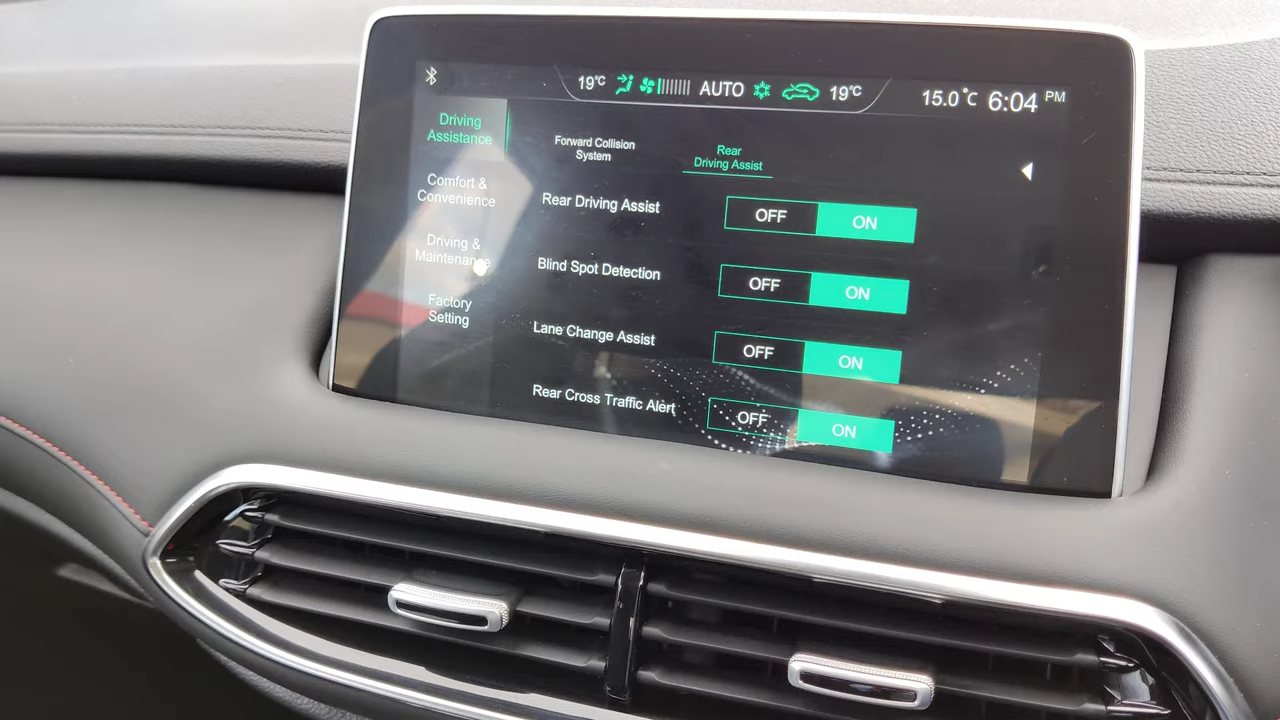 19°C AUTO 19°C 15.0°C 6:04 PM
Driving
Assistance
Comfort &
Convenience
Driving &
Maintenance
Factory
Setting
Forward Collision
System
Rear
Driving Assist
Rear Driving Assist OFF ON
Blind Spot Detection OFF ON
Lane Change Assist OFF ON
Rear Cross Traffic Alert OFF ON